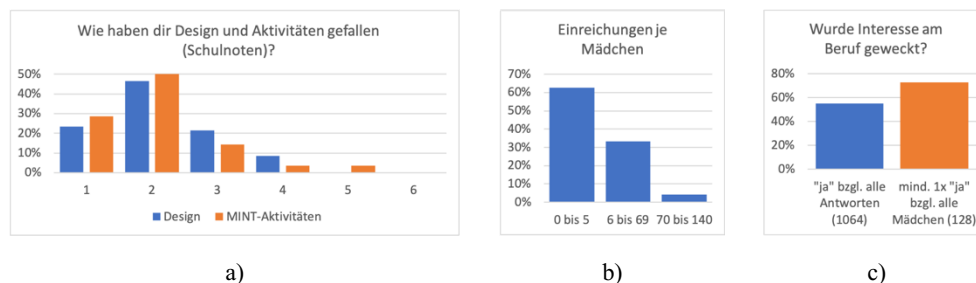 Wie haben dir Design und Aktivitäten gefallen
(Schulnoten)?
50%
40%
30%
20%
10%
0%
1 2 3 4 5 6
Design MINT-Aktivitäten
a)
Einreichungen je
Mädchen
70%
60%
50%
40%
30%
20%
10%
0%
0 bis 5 6 bis 69 70 bis 140
b)
Wurde Interesse am
Beruf geweckt?
80%
60%
40%
20%
0%
"ja" bzgl. alle
Antworten
(1064)
mind. 1x "ja"
bzgl. alle
Mädchen (128)
c)